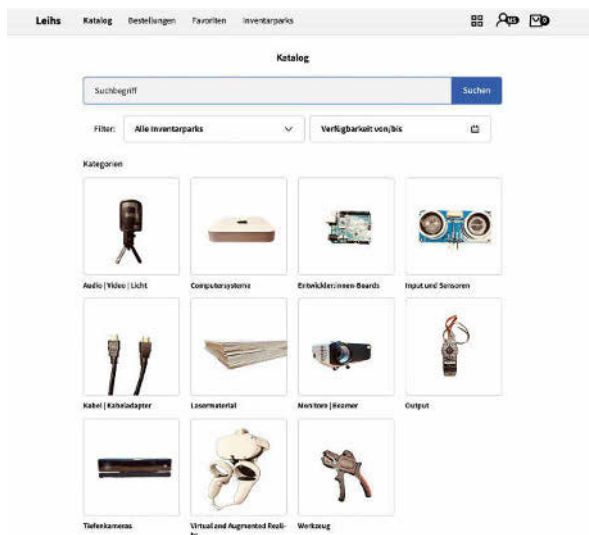 Leihs Katalog Bestellungen Favoriten Inventarparks
Katalog
Suchbegriff Suchen
Filter: Alle Inventarparks Verfügbarkeit von/bis
Kategorien
Audio | Video | Licht Computersysteme Entwickler:innen-Boards Input und Sensoren
Kabel | Kabeladapter Lasermaterial Monitore | Beamer Output
Tiefenkameras Virtual and Augmented Reali- Werkzeug